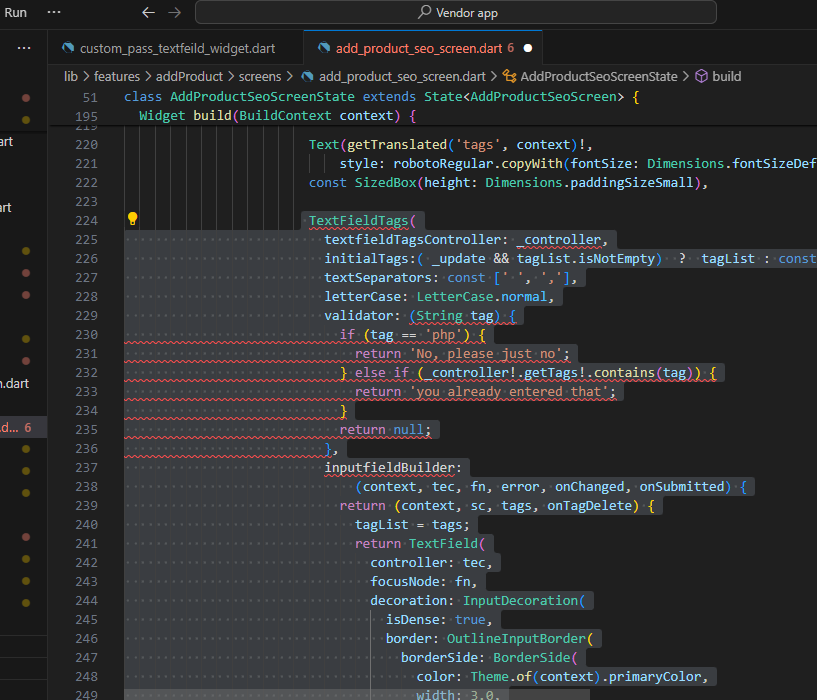 Run ··· ← → Vendor app
··· custom_pass_textfeild_widget.dart add_product_seo_screen.dart 6
lib > features > addProduct > screens > add_product_seo_screen.dart > AddProductSeoScreenState > build
51 class AddProductSeoScreenState extends State<AddProductSeoScreen> {
195 Widget build(BuildContext context) {
219
art
220 Text(getTranslated('tags', context)!,
221 style: robotoRegular.copyWith(fontSize: Dimensions.fontSizeDef
222 const SizedBox(height: Dimensions.paddingSizeSmall),
223
art
224 TextFieldTags(
225 textfieldTagsController: _controller,
226 initialTags:( _update && tagList.isNotEmpty) ? tagList : const
227 textSeparators: const [' ', ','],
228 letterCase: LetterCase.normal,
229 validator: (String tag) {
230 if (tag == 'php') {
231 return 'No, please just no';
232 } else if (_controller!.getTags!.contains(tag)) {
n.dart
233 return 'you already entered that';
234 }
.d... 6
235 return null;
236 },
237 inputfieldBuilder:
238 (context, tec, fn, error, onChanged, onSubmitted) {
239 return (context, sc, tags, onTagDelete) {
240 tagList = tags;
241 return TextField(
242 controller: tec,
243 focusNode: fn,
244 decoration: InputDecoration(
245 isDense: true,
246 border: OutlineInputBorder(
247 borderSide: BorderSide(
248 color: Theme.of(context).primaryColor,
249 width: 3.0,